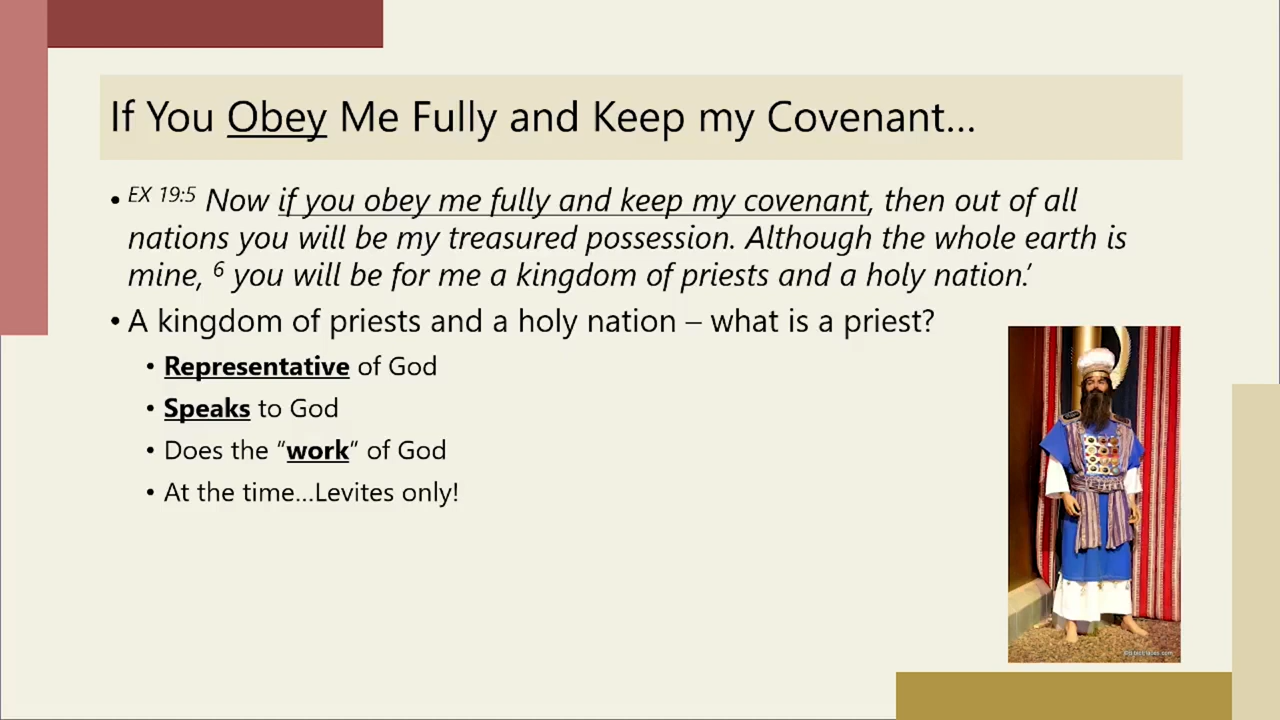 If You Obey Me Fully and Keep my Covenant...
• EX 19:5 Now if you obey me fully and keep my covenant, then out of all
nations you will be my treasured possession. Although the whole earth is
mine, 6 you will be for me a kingdom of priests and a holy nation.’
• A kingdom of priests and a holy nation – what is a priest?
• Representative of God
• Speaks to God
• Does the “work” of God
• At the time...Levites only!